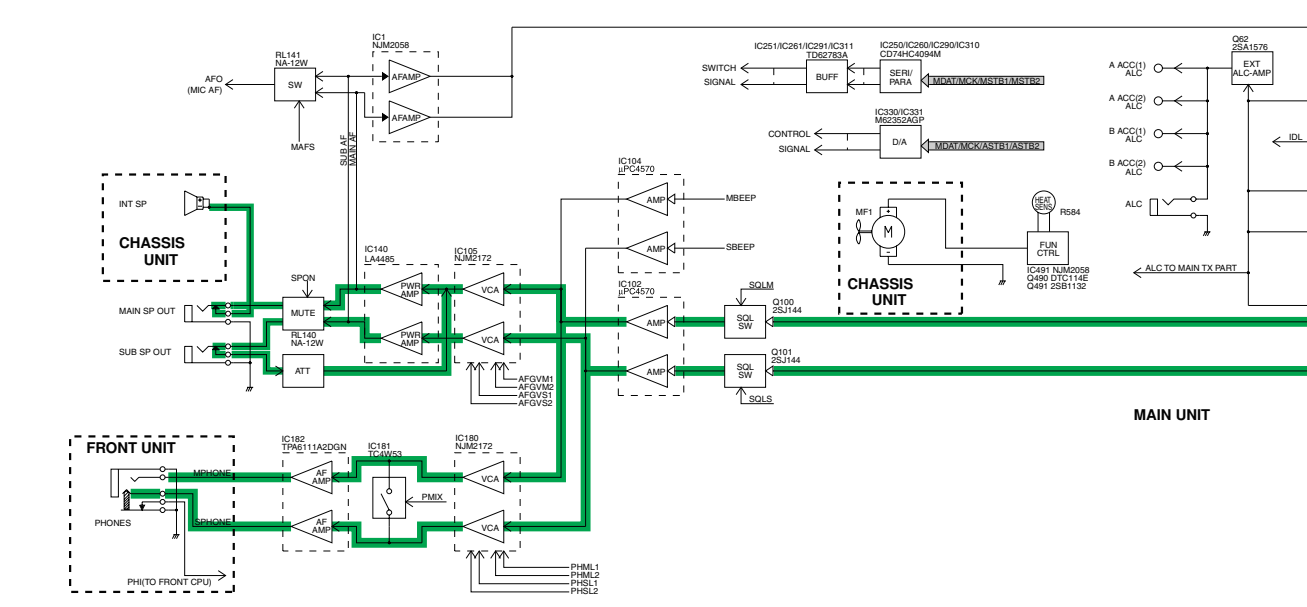 IC1
NJM2058
RL141
NA-12W
SW
AFO
(MIC AF)
MAFS
AFAMP
AFAMP
SUB AF
MAIN AF
IC251/IC261/IC291/IC311
TD62783A
IC250/IC260/IC290/IC310
CD74HC4094M
SWITCH
SIGNAL
BUFF
SERI/
PARA
MDAT/MCK/MSTB1/MSTB2
IC330/IC331
M62352AGP
CONTROL
SIGNAL
D/A
MDAT/MCK/ASTB1/ASTB2
Q62
2SA1576
EXT
ALC-AMP
A ACC(1)
ALC
A ACC(2)
ALC
B ACC(1)
ALC
B ACC(2)
ALC
ALC
IDL
ALC TO MAIN TX PART
INT SP
CHASSIS
UNIT
IC104
µPC4570
AMP
MBEEP
AMP
SBEEP
MF1
M
CHASSIS
UNIT
HEAT
SENS
R584
FUN
CTRL
IC491 NJM2058
Q490 DTC114E
Q491 2SB1132
IC140
LA4485
IC105
NJM2172
SPON
MUTE
RL140
NA-12W
PWR
AMP
PWR
AMP
VCA
VCA
MAIN SP OUT
SUB SP OUT
ATT
AFGVM1
AFGVM2
AFGVS1
AFGVS2
IC102
µPC4570
AMP
AMP
SQLM
Q100
2SJ144
SQL
SW
Q101
2SJ144
SQL
SW
SQLS
MAIN UNIT
FRONT UNIT
IC182
TPA6111A2DGN
IC181
TC4W53
IC180
NJM2172
MPHONE
SPHONE
AF
AMP
AF
AMP
PMIX
VCA
VCA
PHONES
PHI(TO FRONT CPU)
PHML1
PHML2
PHSL1
PHSL2